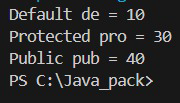 Default de = 10
Protected pro = 30
Public pub = 40
PS C:\Java_pack>